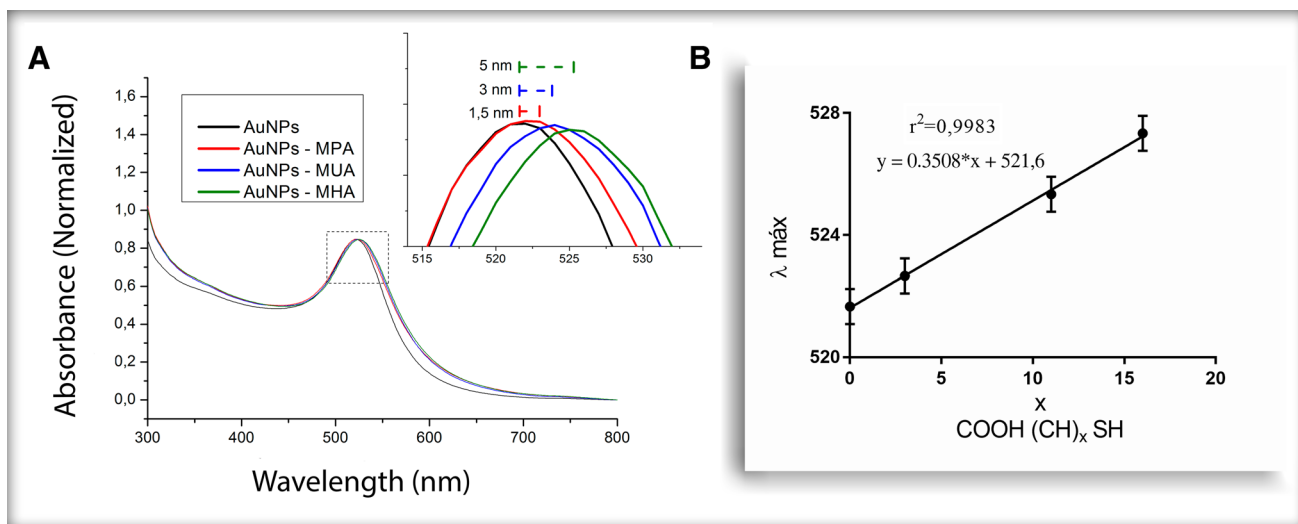 A
Absorbance (Normalized)
1,6
1,4
1,2
1,0
0,8
0,6
0,4
0,2
0,0
300 400 500 600 700 800
Wavelength (nm)
AuNPs
AuNPs - MPA
AuNPs - MUA
AuNPs - MHA
5 nm
3 nm
1,5 nm
515 520 525 530
B
λ máx
528
524
520
r²=0,9983
y = 0.3508*x + 521,6
0 5 10 15 20
x
COOH (CH)ₓ SH